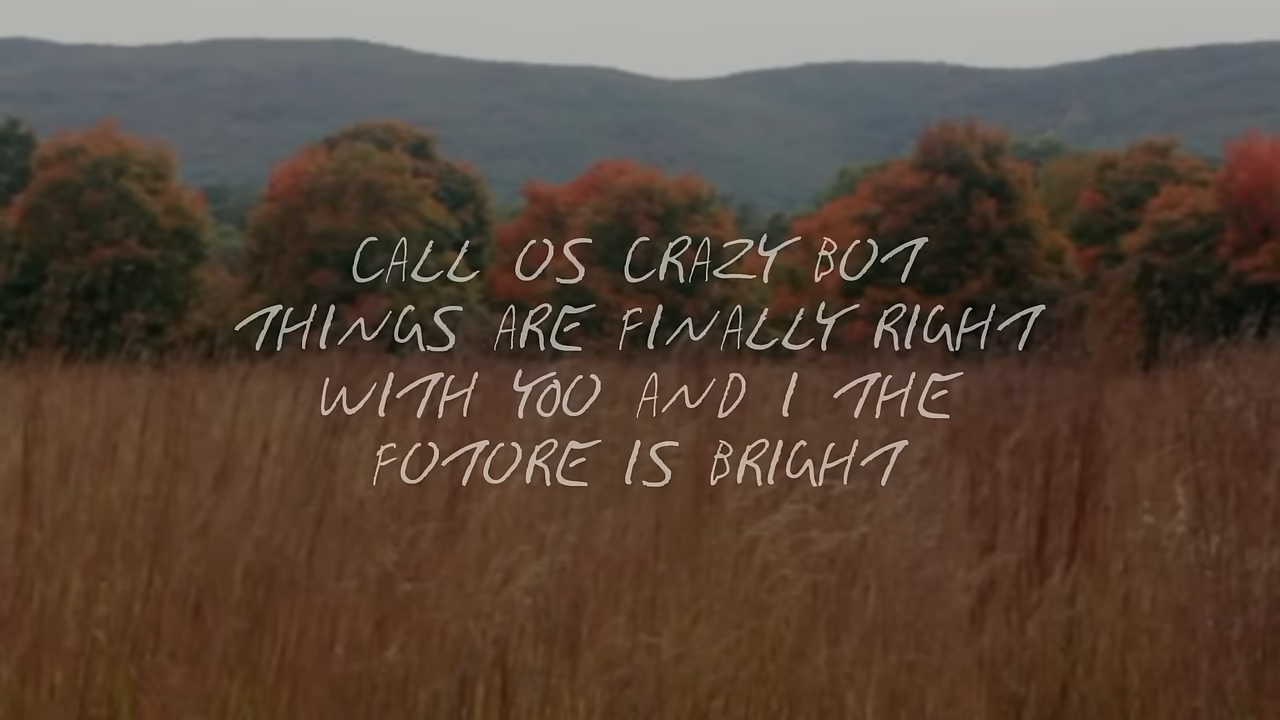 CALL US CRAZY BUT
THINGS ARE FINALLY RIGHT
WITH YOU AND I THE
FUTURE IS BRIGHT